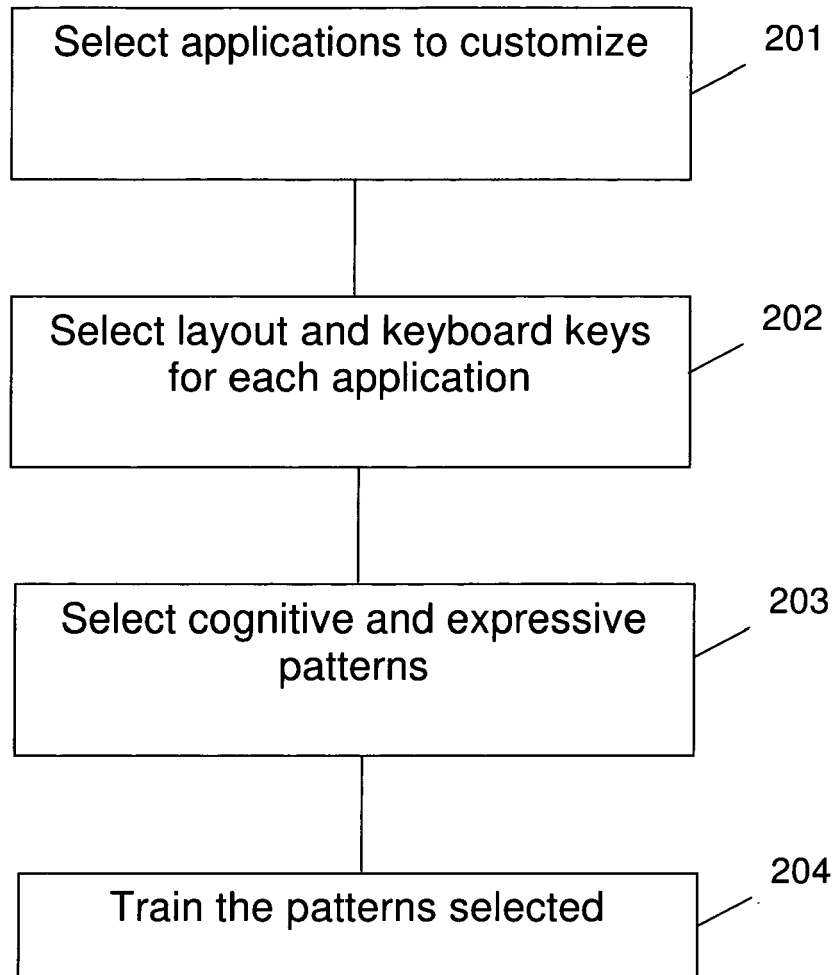 Select applications to customize
201
Select layout and keyboard keys
for each application
202
Select cognitive and expressive
patterns
203
Train the patterns selected
204